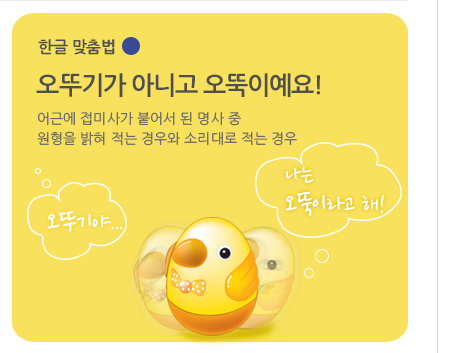 한글 맞춤법
오뚜기가 아니고 오뚝이예요!
어근에 접미사가 붙어서 된 명사 중
원형을 밝혀 적는 경우와 소리대로 적는 경우
나는
오뚝이라고 해!
오뚜기야...